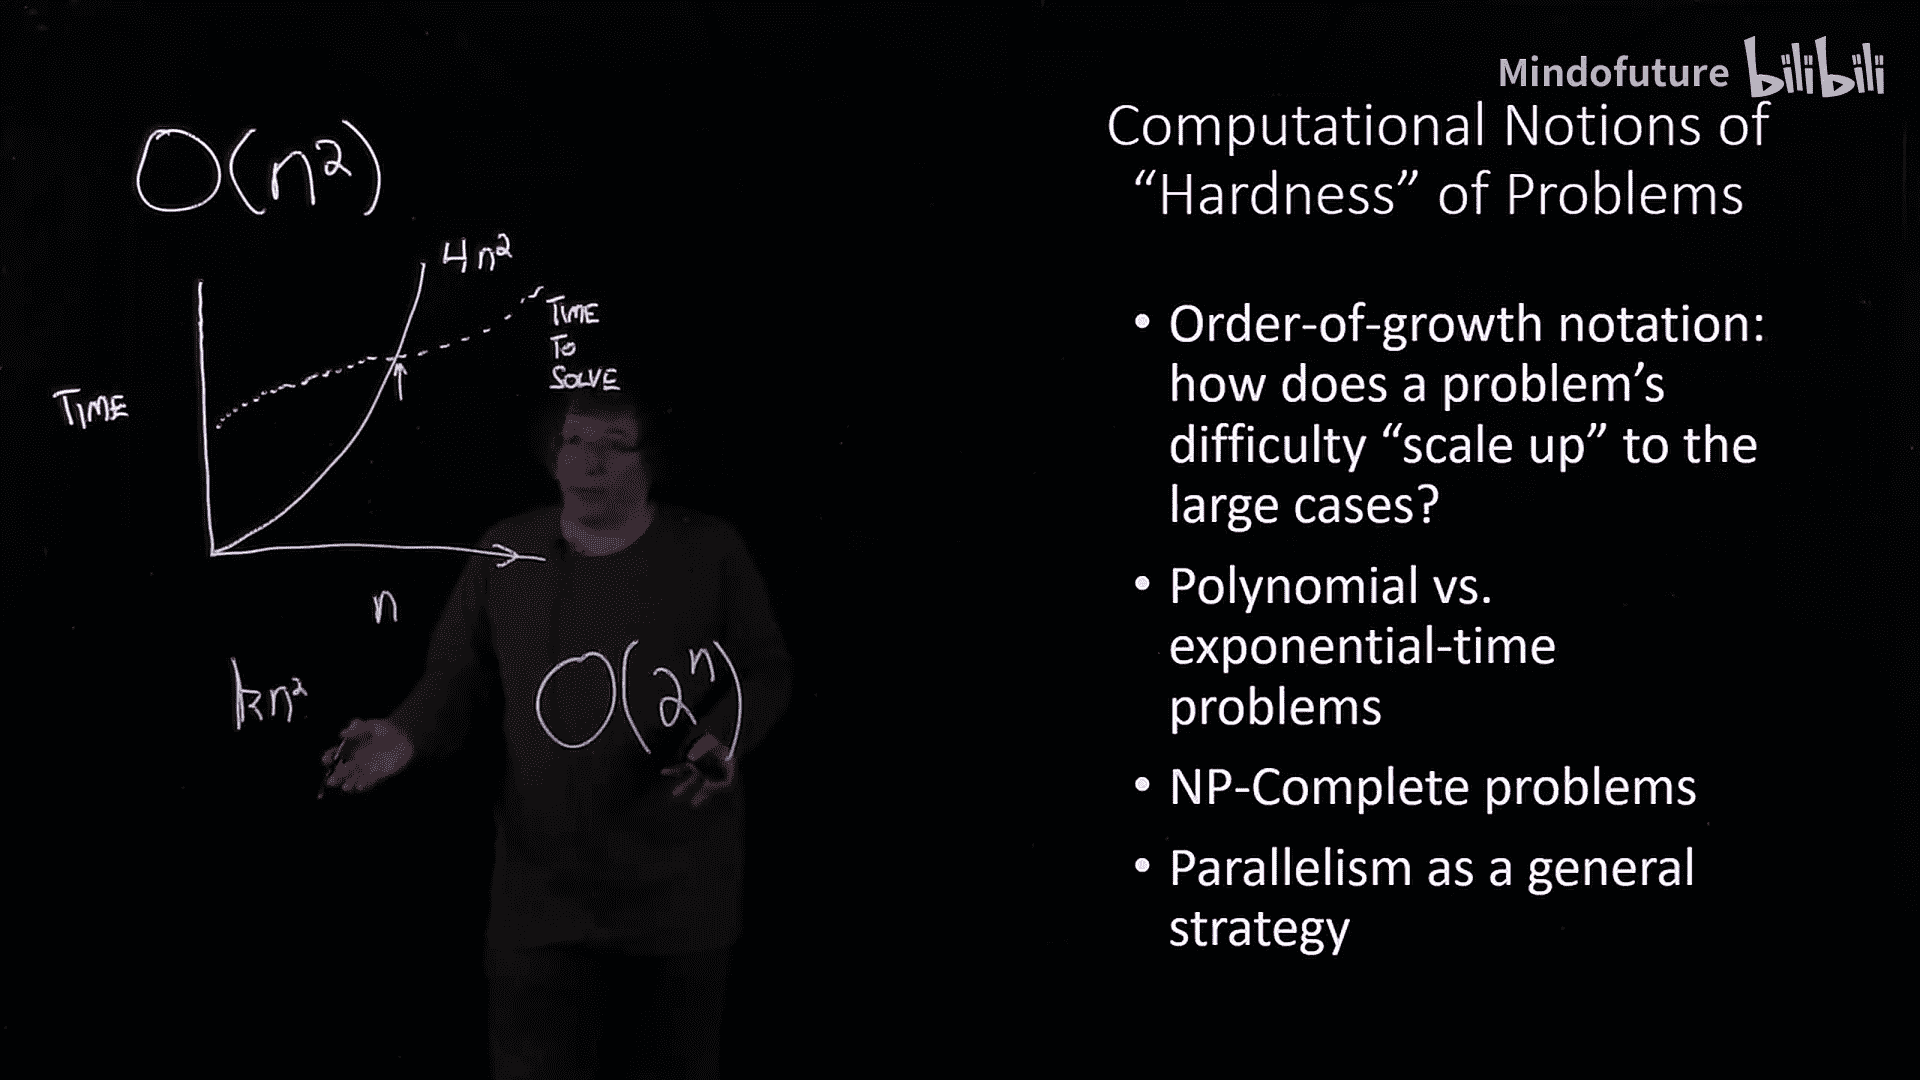 Mindofuture bilibili
Computational Notions of
“Hardness” of Problems
• Order-of-growth notation:
how does a problem’s
difficulty “scale up” to the
large cases?
• Polynomial vs.
exponential-time
problems
• NP-Complete problems
• Parallelism as a general
strategy
O(n²)
4n²
TIME
TO
SOLVE
TIME
n
kn²
O(2ⁿ)